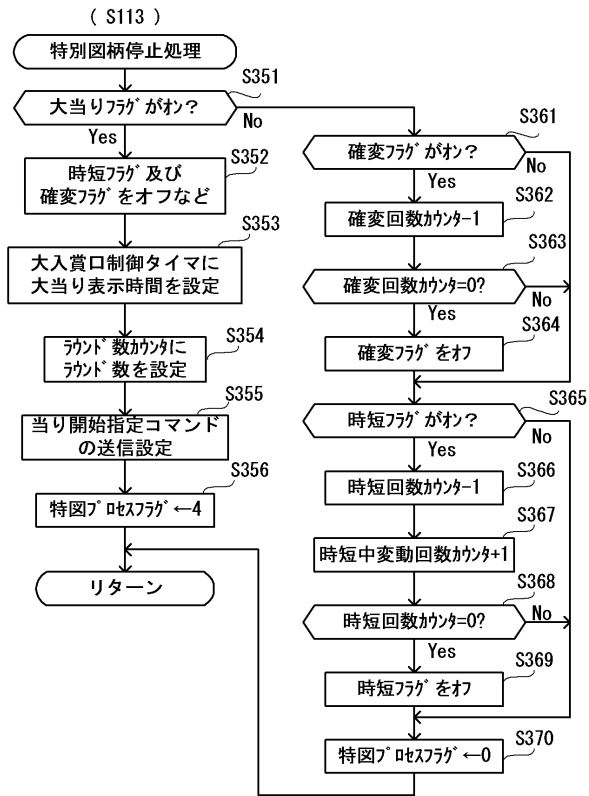 ( S113 )
特別図柄停止処理
S351
大当りﾌﾗｸﾞがオン？
Yes
No
S352
時短ﾌﾗｸﾞ及び
確変ﾌﾗｸﾞをオフなど
S353
大入賞口制御タイマに
大当り表示時間を設定
S354
ﾗｳﾝﾄﾞ数ｶｳﾝﾀに
ﾗｳﾝﾄﾞ数を設定
S355
当り開始指定コマンド
の送信設定
S356
特図ﾌﾟﾛｾｽﾌﾗｸﾞ←4
リターン
S361
確変ﾌﾗｸﾞがオン？
No
Yes
S362
確変回数ｶｳﾝﾀ-1
S363
確変回数ｶｳﾝﾀ=0?
No
Yes
S364
確変ﾌﾗｸﾞをオフ
S365
時短ﾌﾗｸﾞがオン？
No
Yes
S366
時短回数ｶｳﾝﾀ-1
S367
時短中変動回数ｶｳﾝﾀ+1
S368
時短回数ｶｳﾝﾀ=0?
No
Yes
S369
時短ﾌﾗｸﾞをオフ
S370
特図ﾌﾟﾛｾｽﾌﾗｸﾞ←0